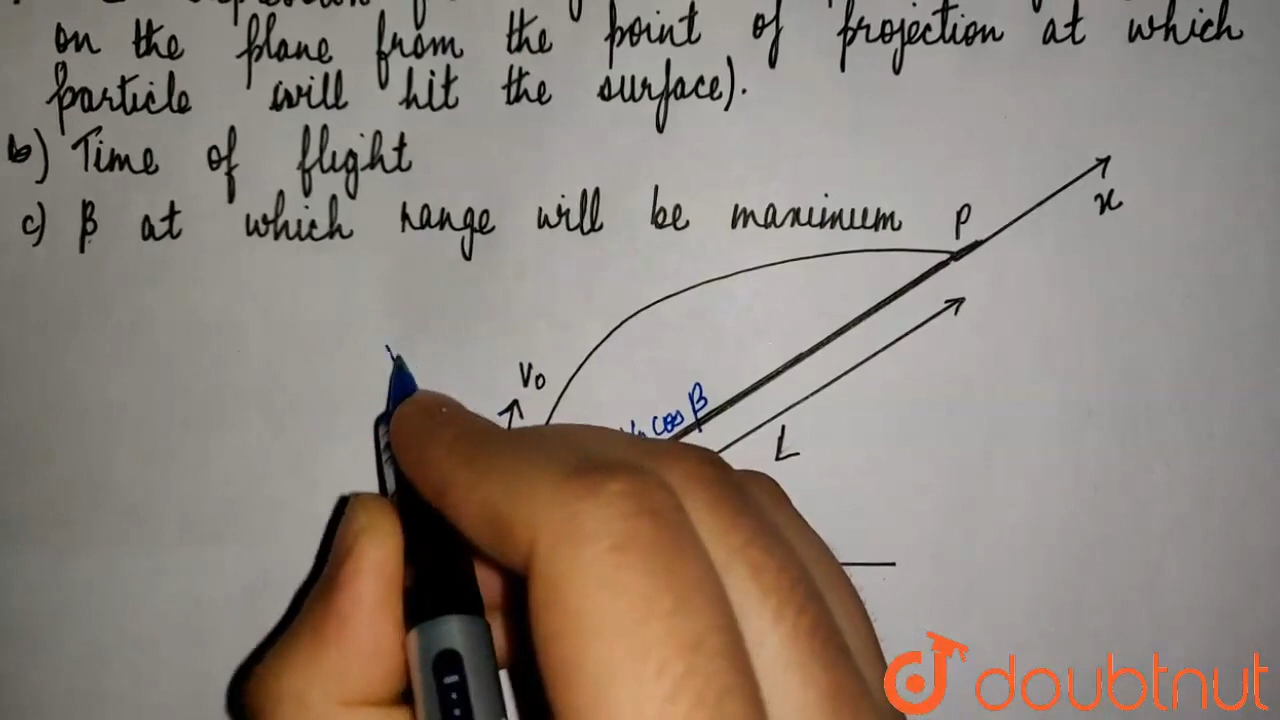 on the plane from the point of projection at which
particle will hit the surface).
b) Time of flight
c) β at which range will be maximum
P
x
V₀
cos β
L
doubtnut